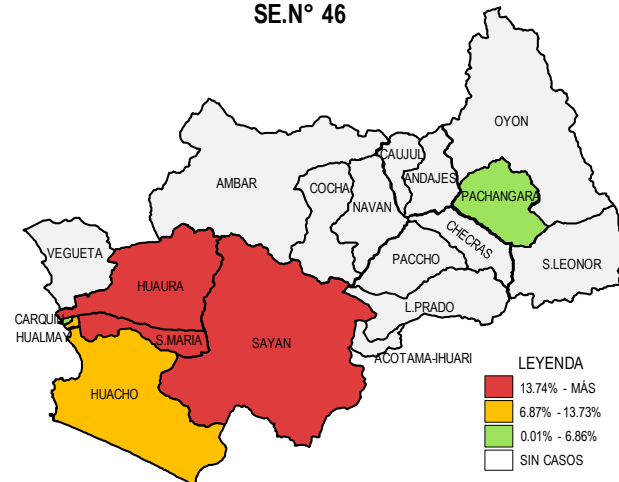 SE.N° 46
OYON
CAUJUL
ANDAJES
AMBAR
COCHA
PACHANGARA
NAVAN
CHECRAS
VEGUETA
PACCHO
S.LEONOR
HUAURA
L.PRADO
CARQUIN
S.MARIA
HUALMAY
SAYAN
ACOTAMA-IHUARI
HUACHO
LEYENDA
13.74% - MÁS
6.87% - 13.73%
0.01% - 6.86%
SIN CASOS